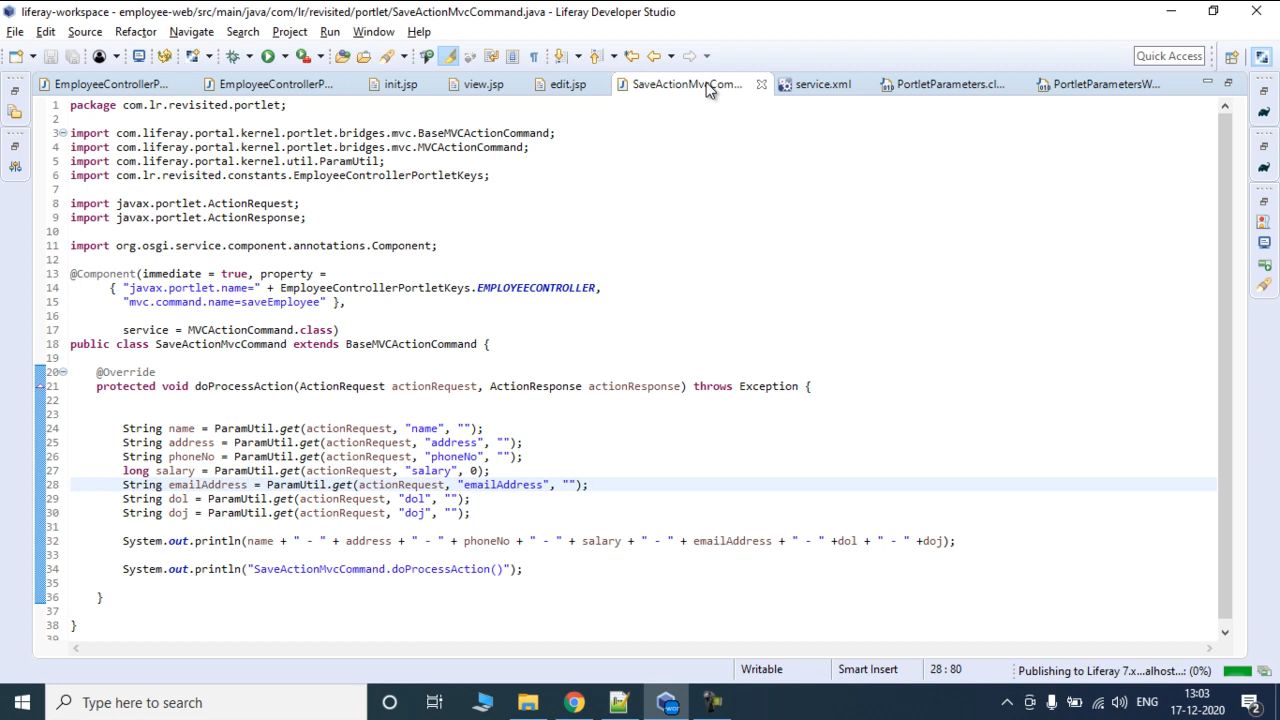 liferay-workspace - employee-web/src/main/java/com/lr/revisited/portlet/SaveActionMvcCommand.java - Liferay Developer Studio
File Edit Source Refactor Navigate Search Project Run Window Help
Quick Access
EmployeeControllerP... EmployeeControllerP... init.jsp view.jsp edit.jsp SaveActionMvcCom... service.xml PortletParameters.cl... PortletParametersW...
1 package com.lr.revisited.portlet;
2
3 import com.liferay.portal.kernel.portlet.bridges.mvc.BaseMVCActionCommand;
4 import com.liferay.portal.kernel.portlet.bridges.mvc.MVCActionCommand;
5 import com.liferay.portal.kernel.util.ParamUtil;
6 import com.lr.revisited.constants.EmployeeControllerPortletKeys;
7
8 import javax.portlet.ActionRequest;
9 import javax.portlet.ActionResponse;
10
11 import org.osgi.service.component.annotations.Component;
12
13 @Component(immediate = true, property =
14 { "javax.portlet.name=" + EmployeeControllerPortletKeys.EMPLOYEECONTROLLER,
15 "mvc.command.name=saveEmployee" },
16
17 service = MVCActionCommand.class)
18 public class SaveActionMvcCommand extends BaseMVCActionCommand {
19
20 @Override
21 protected void doProcessAction(ActionRequest actionRequest, ActionResponse actionResponse) throws Exception {
22
23
24 String name = ParamUtil.get(actionRequest, "name", "");
25 String address = ParamUtil.get(actionRequest, "address", "");
26 String phoneNo = ParamUtil.get(actionRequest, "phoneNo", "");
27 long salary = ParamUtil.get(actionRequest, "salary", 0);
28 String emailAddress = ParamUtil.get(actionRequest, "emailAddress", "");
29 String dol = ParamUtil.get(actionRequest, "dol", "");
30 String doj = ParamUtil.get(actionRequest, "doj", "");
31
32 System.out.println(name + " - " + address + " - " + phoneNo + " - " + salary + " - " + emailAddress + " - " +dol + " - " +doj);
33
34 System.out.println("SaveActionMvcCommand.doProcessAction()");
35
36 }
37
38 }
39
Writable Smart Insert 28 : 80 Publishing to Liferay 7.x...alhost...: (0%)
Type here to search
wor
ENG
13:03
17-12-2020
2